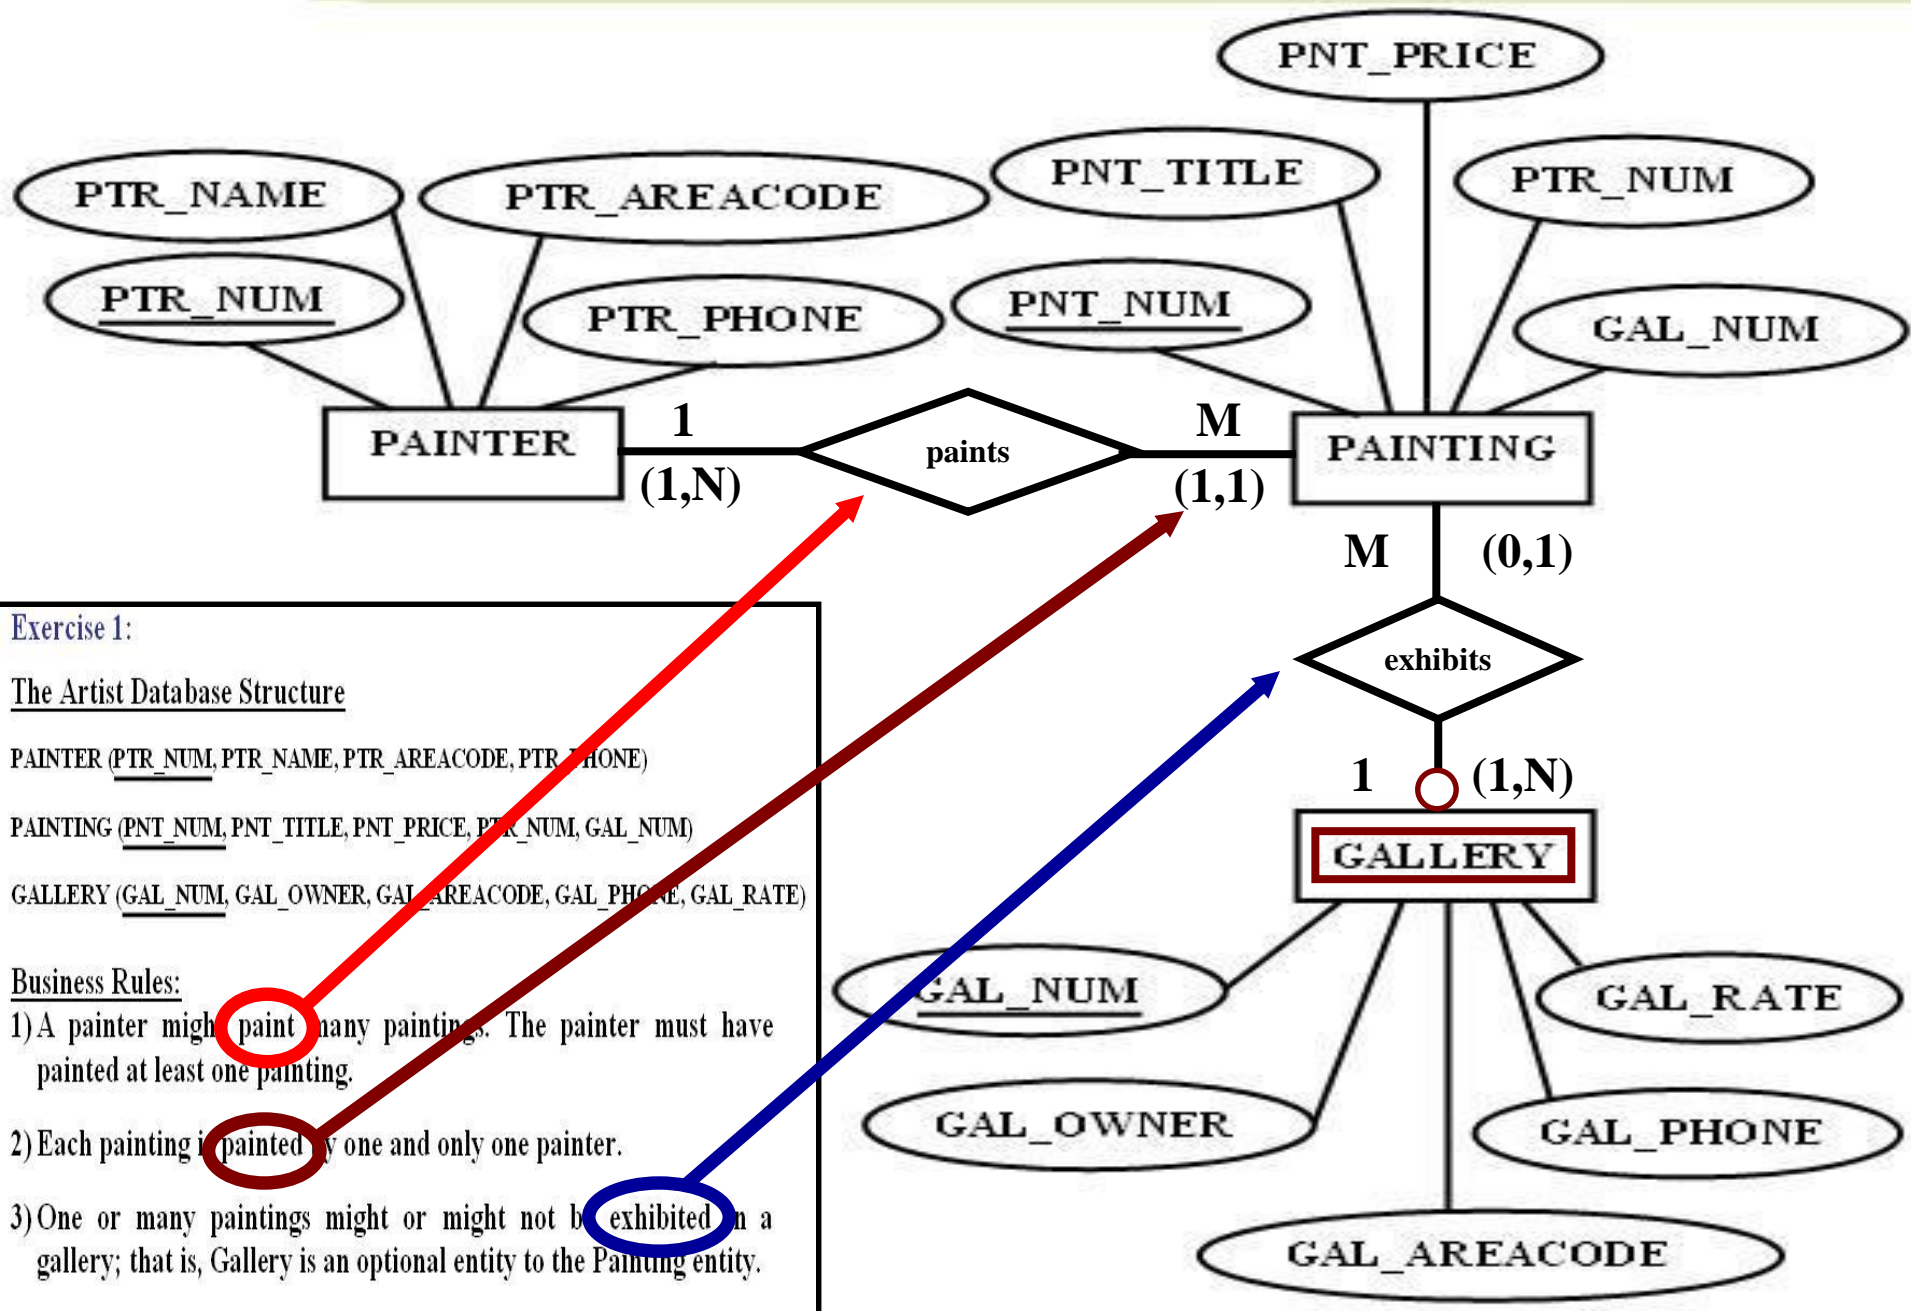 PNT_PRICE
PTR_NAME
PTR_AREACODE
PNT_TITLE
PTR_NUM
PTR_NUM
PTR_PHONE
PNT_NUM
GAL_NUM
PAINTER
1
(1,N)
paints
M
(1,1)
PAINTING
M
(0,1)
exhibits
1
(1,N)
GALLERY
GAL_NUM
GAL_RATE
GAL_OWNER
GAL_PHONE
GAL_AREACODE
Exercise 1:
The Artist Database Structure
PAINTER (PTR_NUM, PTR_NAME, PTR_AREACODE, PTR_PHONE)
PAINTING (PNT_NUM, PNT_TITLE, PNT_PRICE, PTR_NUM, GAL_NUM)
GALLERY (GAL_NUM, GAL_OWNER, GAL_AREACODE, GAL_PHONE, GAL_RATE)
Business Rules:
1) A painter might paint many paintings. The painter must have
painted at least one painting.
2) Each painting is painted by one and only one painter.
3) One or many paintings might or might not be exhibited in a
gallery; that is, Gallery is an optional entity to the Painting entity.